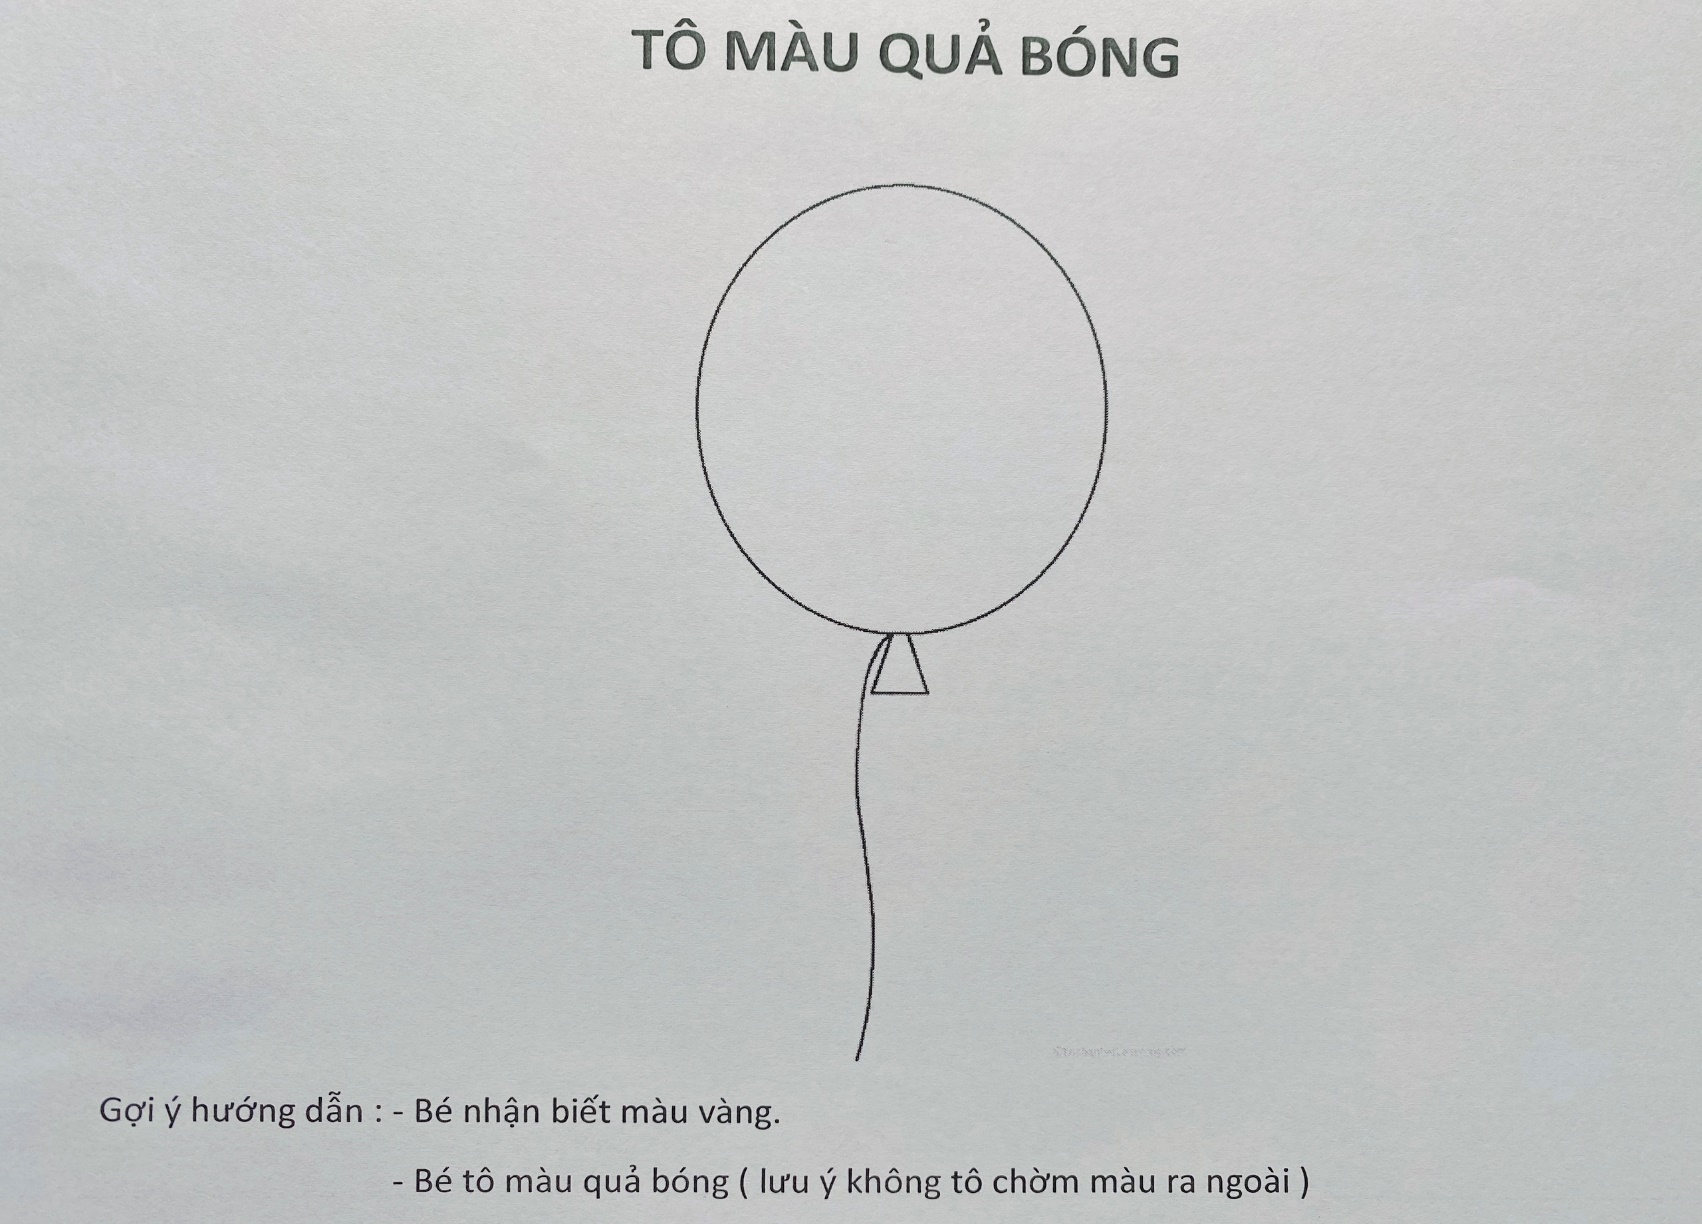 TÔ MÀU QUẢ BÓNG
Gợi ý hướng dẫn : - Bé nhận biết màu vàng.
- Bé tô màu quả bóng ( lưu ý không tô chờm màu ra ngoài )